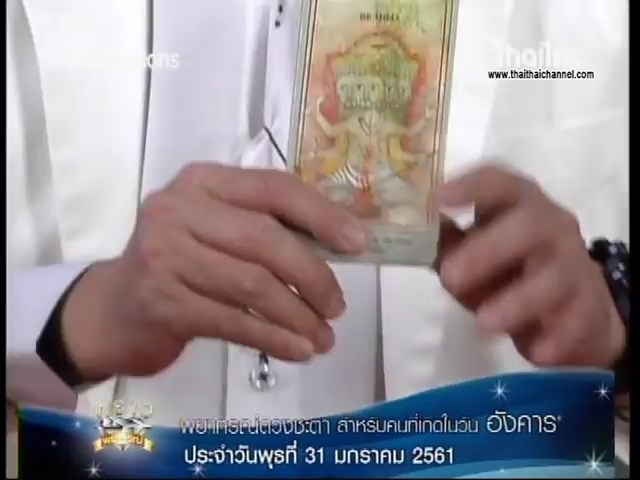 BRAHMA
Thai
www.thaithaichannel.com
พยากรณ์ดวงชะตา สำหรับคนที่เกิดในวัน อังคาร*
ประจำวันพุธที่ 31 มกราคม 2561